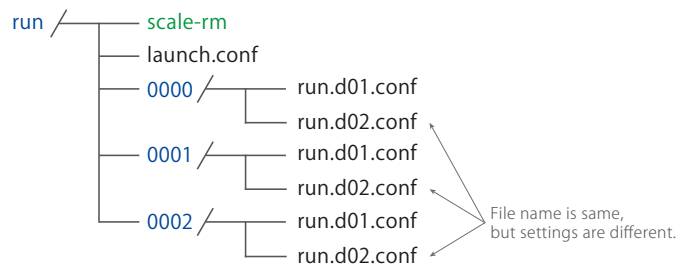 run
scale-rm
launch.conf
0000
run.d01.conf
run.d02.conf
0001
run.d01.conf
run.d02.conf
0002
run.d01.conf
run.d02.conf
File name is same,
but settings are different.